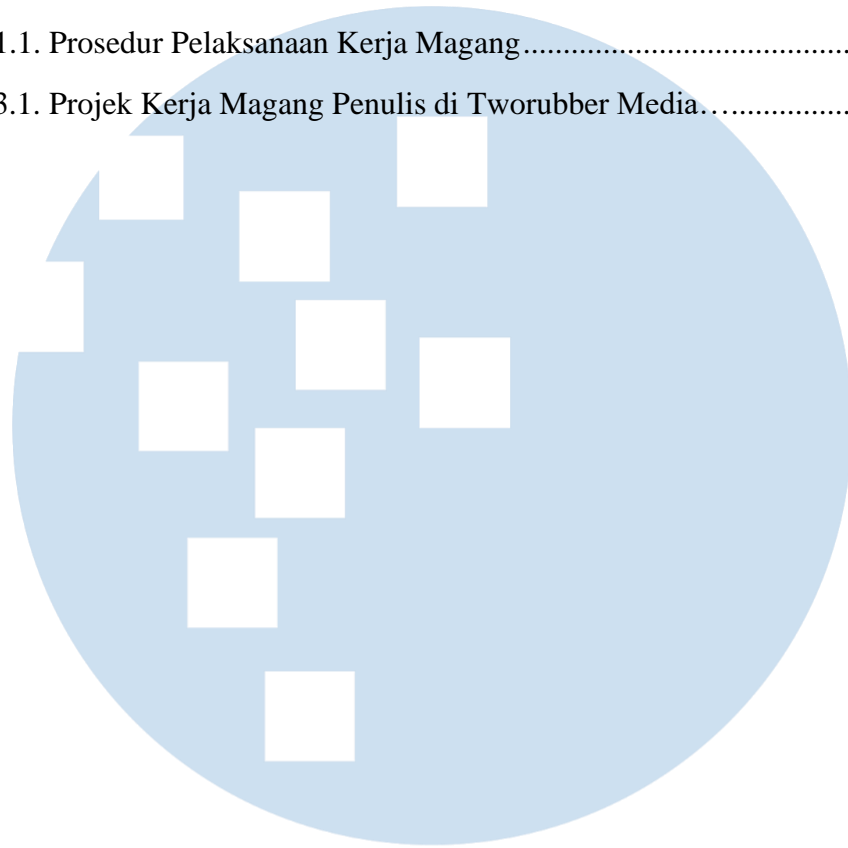 1.1. Prosedur Pelaksanaan Kerja Magang.........................................
3.1. Projek Kerja Magang Penulis di Tworubber Media…...............